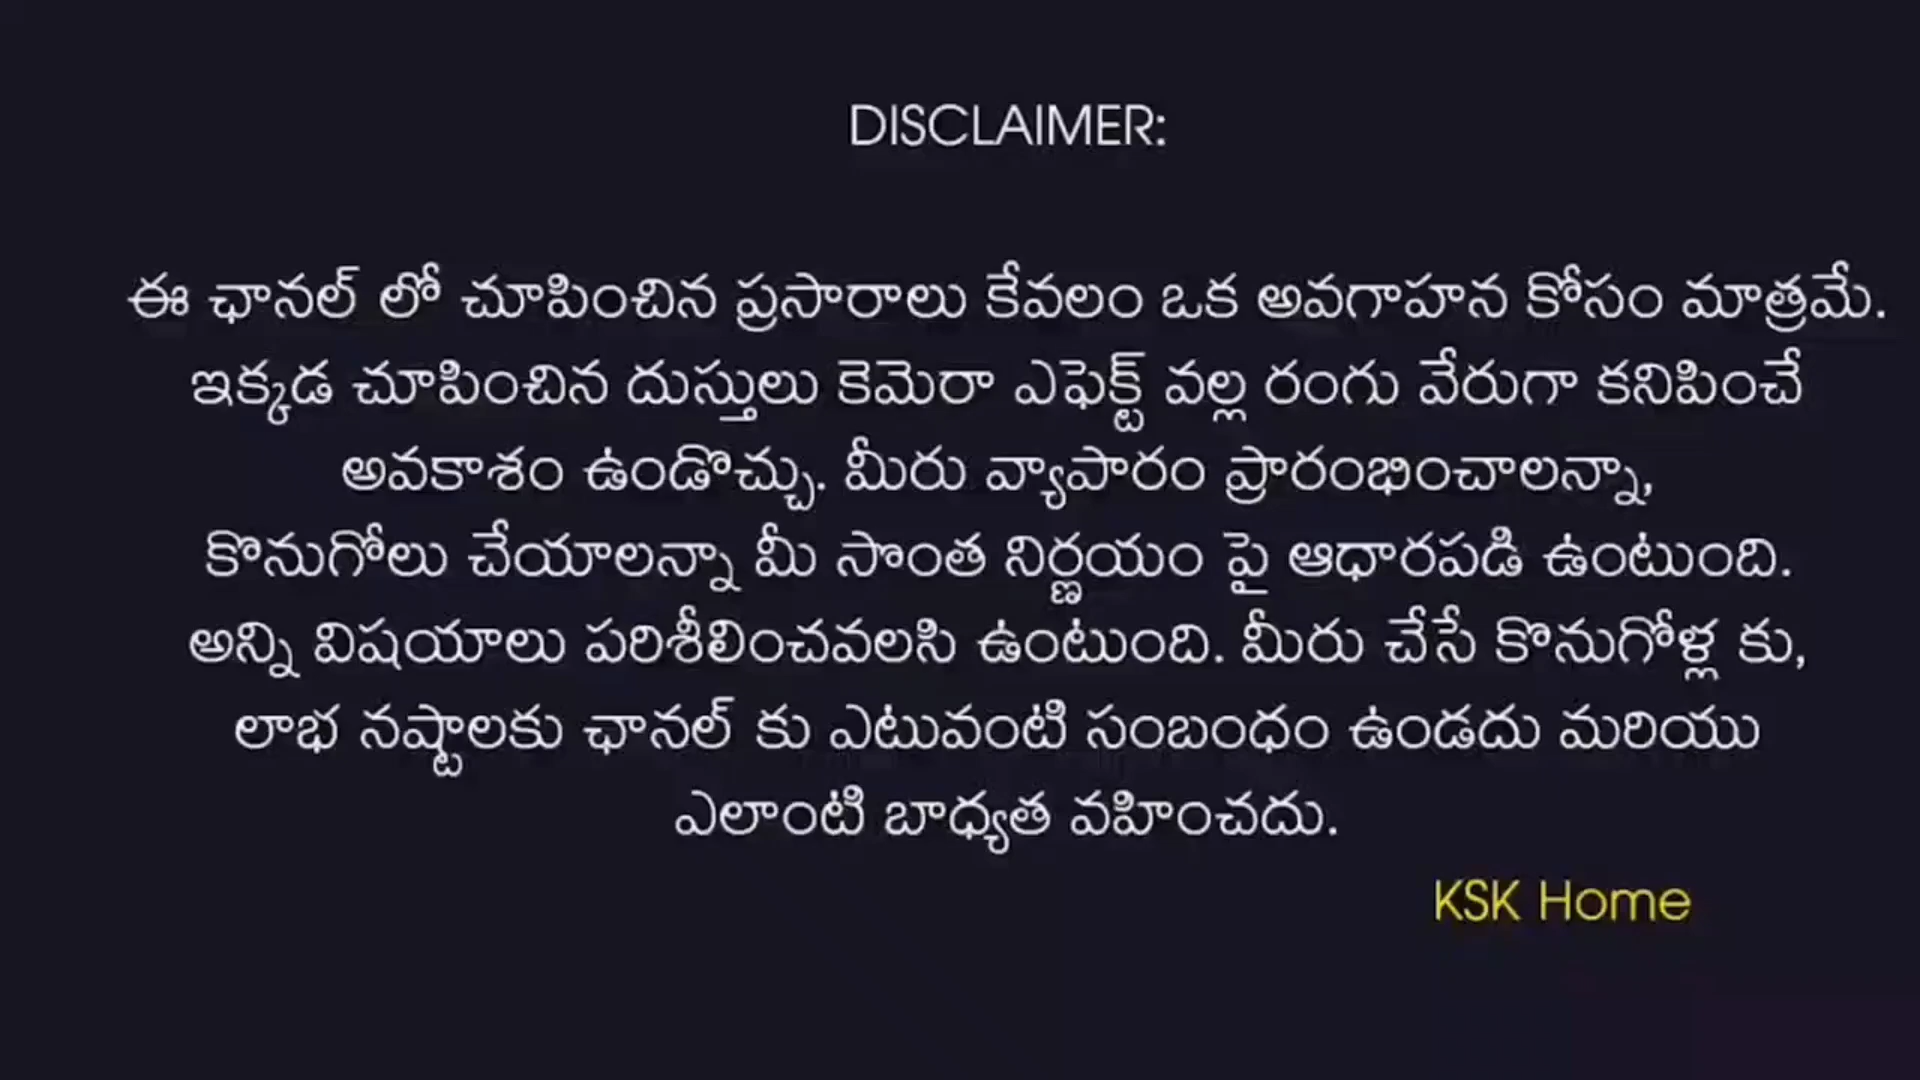 DISCLAIMER:
ఈ ఛానల్ లో చూపించిన ప్రసారాలు కేవలం ఒక అవగాహన కోసం మాత్రమే.
ఇక్కడ చూపించిన దుస్తులు కెమెరా ఎఫెక్ట్ వల్ల రంగు వేరుగా కనిపించే
అవకాశం ఉండొచ్చు. మీరు వ్యాపారం ప్రారంభించాలన్నా,
కొనుగోలు చేయాలన్నా మీ సొంత నిర్ణయం పై ఆధారపడి ఉంటుంది.
అన్ని విషయాలు పరిశీలించవలసి ఉంటుంది. మీరు చేసే కొనుగోళ్ల కు,
లాభ నష్టాలకు ఛానల్ కు ఎటువంటి సంబంధం ఉండదు మరియు
ఎలాంటి బాధ్యత వహించదు.
KSK Home